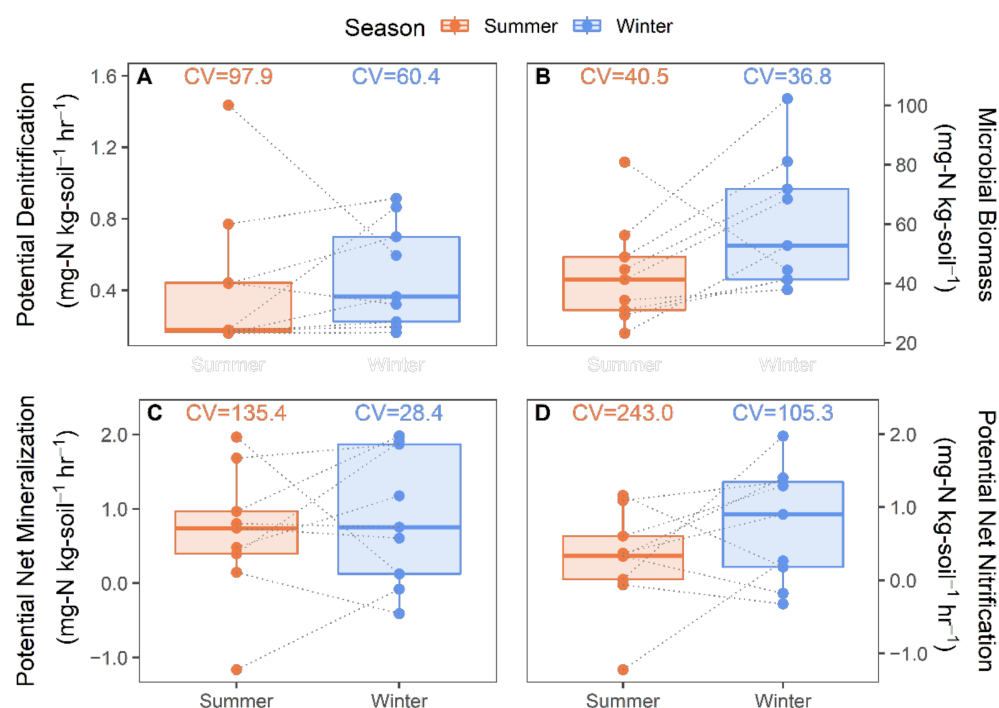 Season Summer Winter
A CV=97.9 CV=60.4
1.6
1.2
0.8
0.4
Potential Denitrification
(mg-N kg-soil⁻¹ hr⁻¹)
Summer Winter
B CV=40.5 CV=36.8
100
80
60
40
20
Microbial Biomass
(mg-N kg-soil⁻¹)
C CV=135.4 CV=28.4
2.0
1.0
0.0
−1.0
Potential Net Mineralization
(mg-N kg-soil⁻¹ hr⁻¹)
Summer Winter
D CV=243.0 CV=105.3
2.0
1.0
0.0
−1.0
Potential Net Nitrification
(mg-N kg-soil⁻¹ hr⁻¹)
Summer Winter